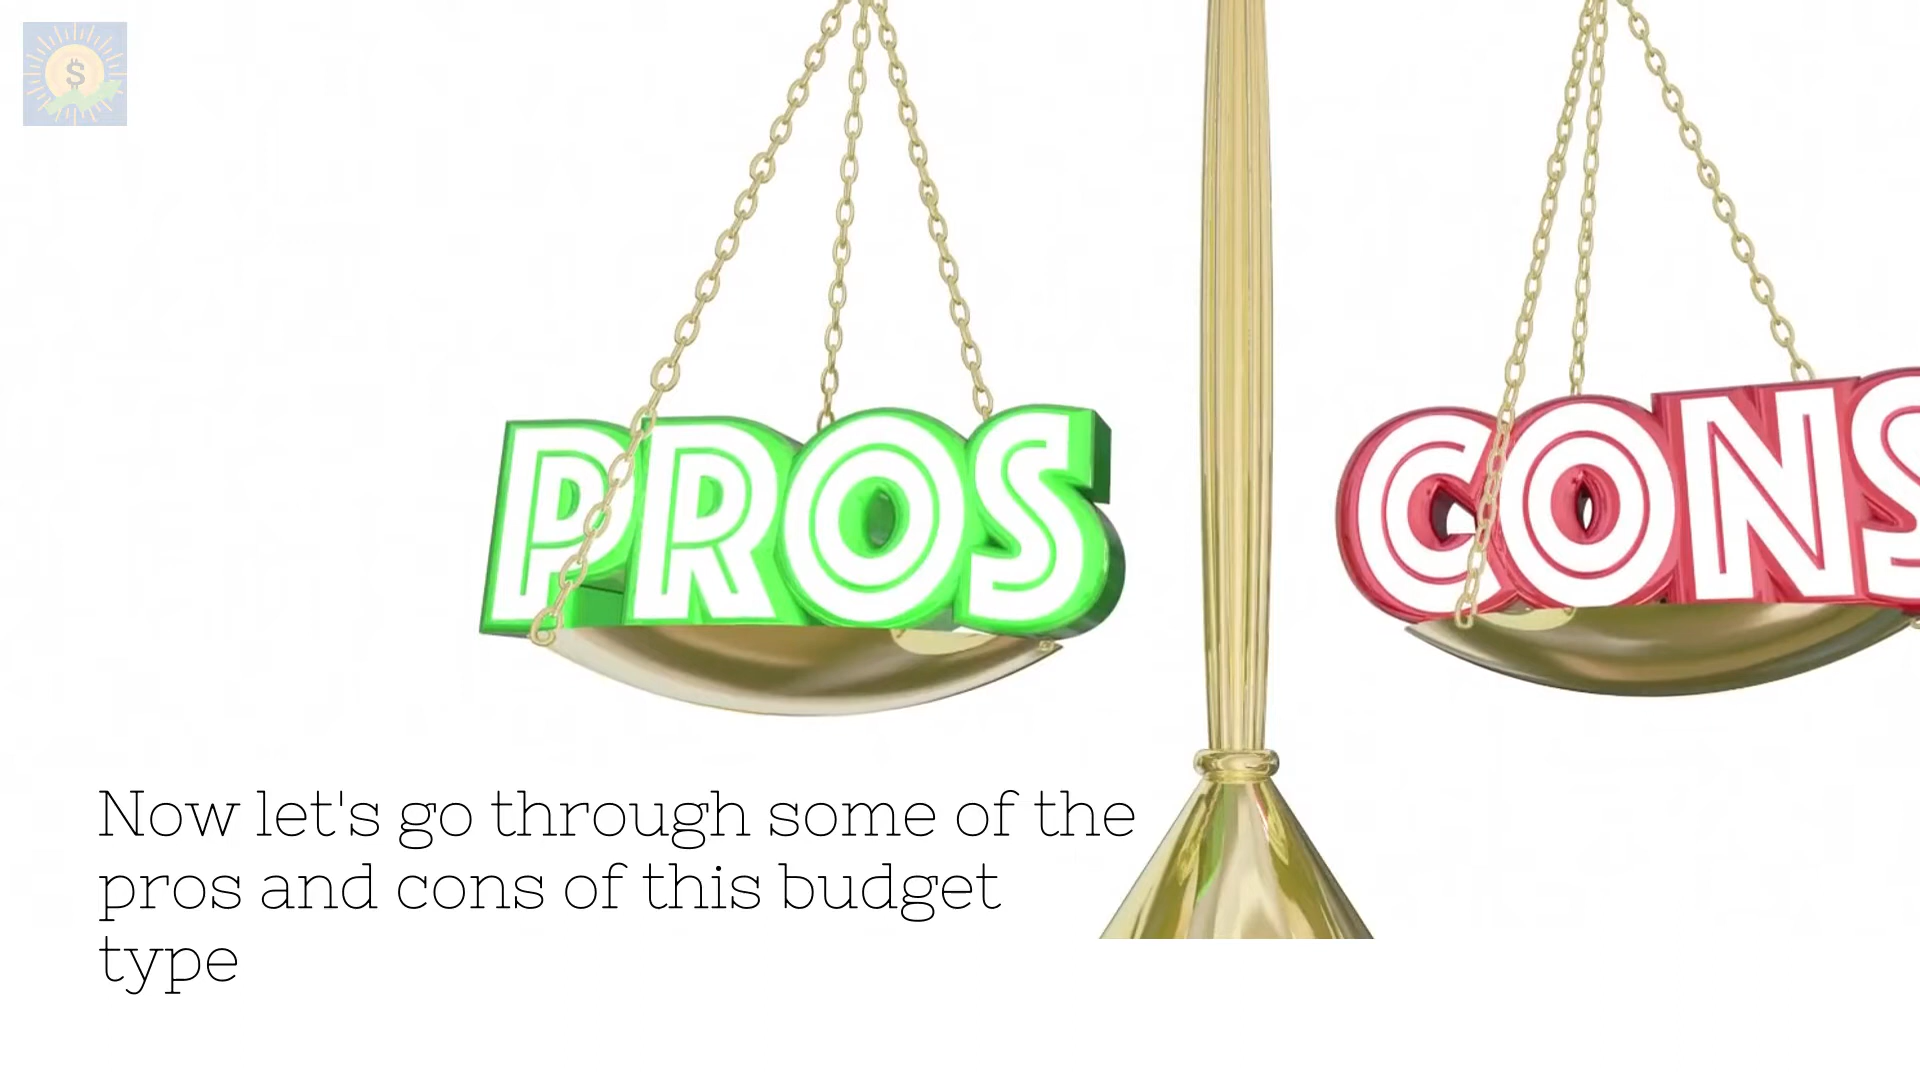 PROS
CONS
Now let's go through some of the
pros and cons of this budget
type